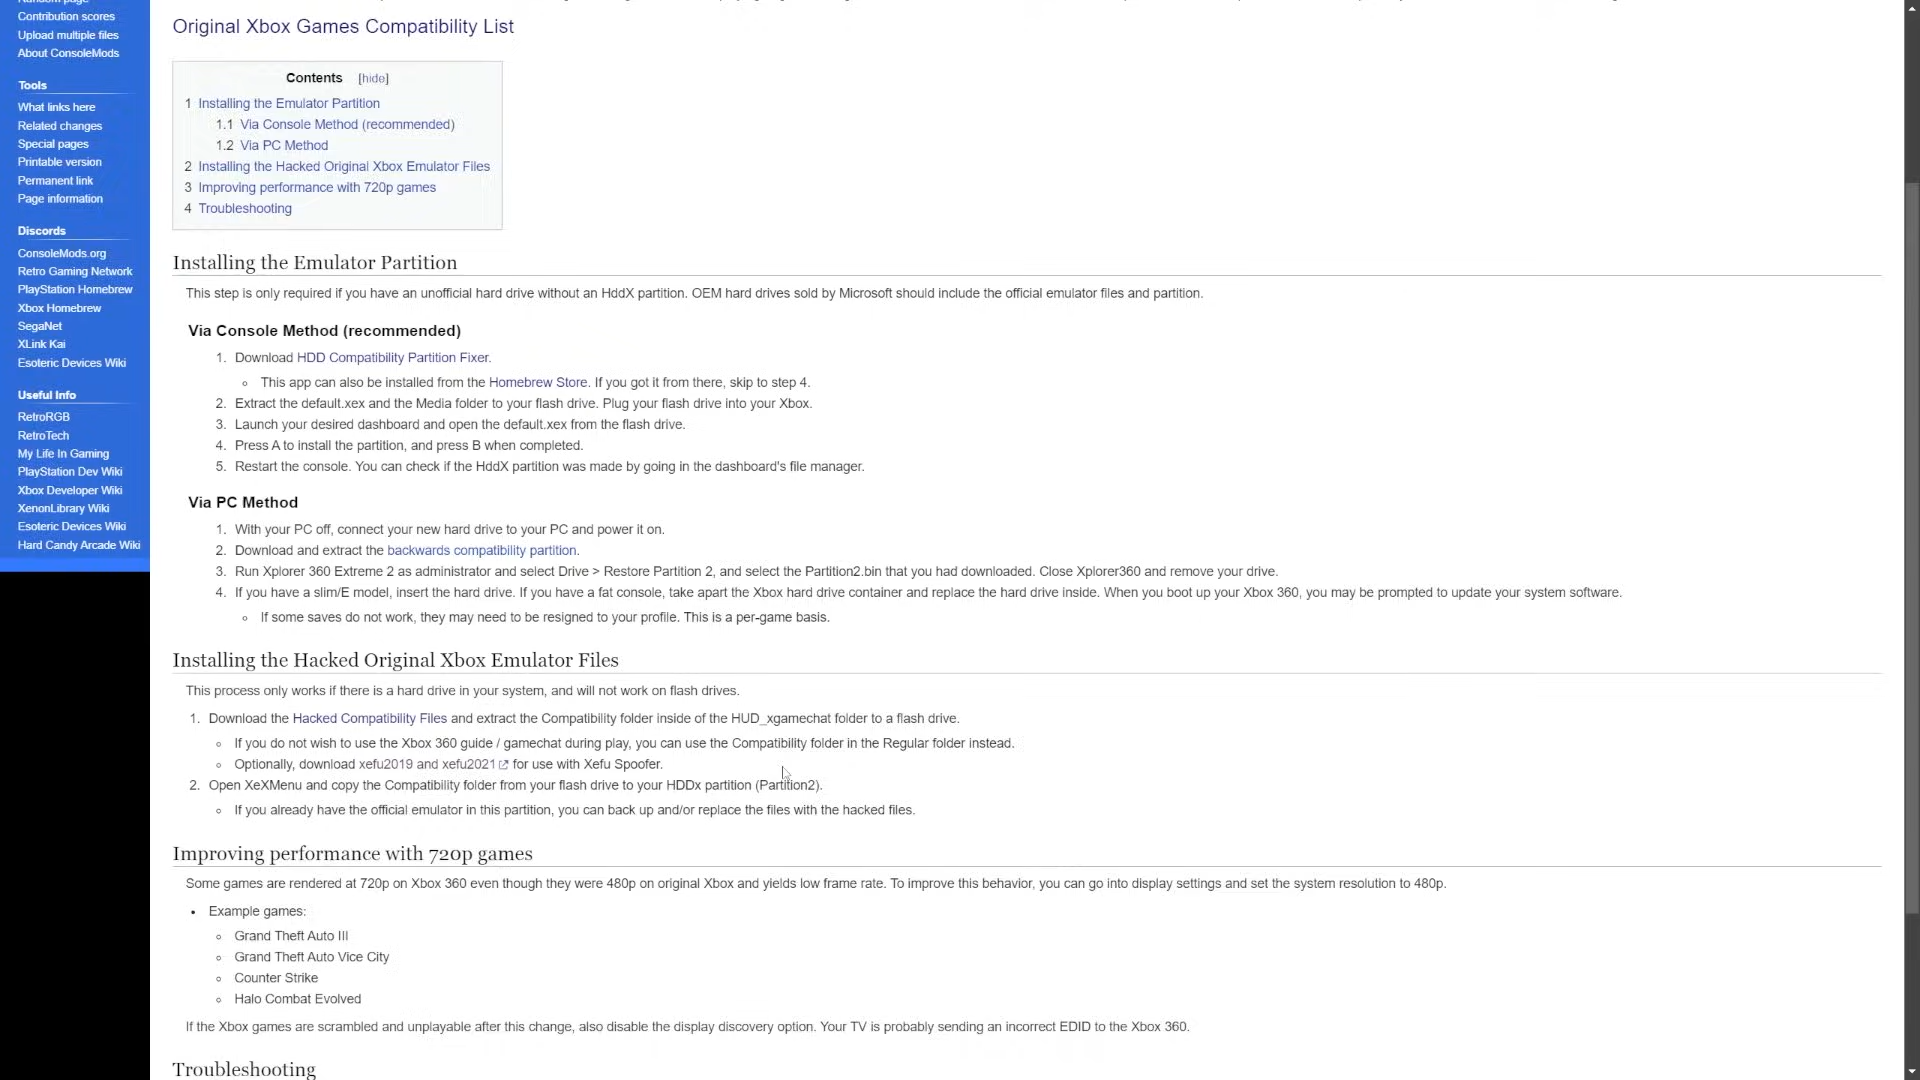 Contribution scores
Upload multiple files
About ConsoleMods
Tools
What links here
Related changes
Special pages
Printable version
Permanent link
Page information
Discords
ConsoleMods.org
Retro Gaming Network
PlayStation Homebrew
Xbox Homebrew
SegaNet
XLink Kai
Esoteric Devices Wiki
Useful Info
RetroRGB
RetroTech
My Life In Gaming
PlayStation Dev Wiki
Xbox Developer Wiki
XenonLibrary Wiki
Esoteric Devices Wiki
Hard Candy Arcade Wiki
Original Xbox Games Compatibility List
Contents [hide]
1 Installing the Emulator Partition
1.1 Via Console Method (recommended)
1.2 Via PC Method
2 Installing the Hacked Original Xbox Emulator Files
3 Improving performance with 720p games
4 Troubleshooting
Installing the Emulator Partition
This step is only required if you have an unofficial hard drive without an HddX partition. OEM hard drives sold by Microsoft should include the official emulator files and partition.
Via Console Method (recommended)
1. Download HDD Compatibility Partition Fixer.
This app can also be installed from the Homebrew Store. If you got it from there, skip to step 4.
2. Extract the default.xex and the Media folder to your flash drive. Plug your flash drive into your Xbox.
3. Launch your desired dashboard and open the default.xex from the flash drive.
4. Press A to install the partition, and press B when completed.
5. Restart the console. You can check if the HddX partition was made by going in the dashboard's file manager.
Via PC Method
1. With your PC off, connect your new hard drive to your PC and power it on.
2. Download and extract the backwards compatibility partition.
3. Run Xplorer 360 Extreme 2 as administrator and select Drive > Restore Partition 2, and select the Partition2.bin that you had downloaded. Close Xplorer360 and remove your drive.
4. If you have a slim/E model, insert the hard drive. If you have a fat console, take apart the Xbox hard drive container and replace the hard drive inside. When you boot up your Xbox 360, you may be prompted to update your system software.
If some saves do not work, they may need to be resigned to your profile. This is a per-game basis.
Installing the Hacked Original Xbox Emulator Files
This process only works if there is a hard drive in your system, and will not work on flash drives.
1. Download the Hacked Compatibility Files and extract the Compatibility folder inside of the HUD_xgamechat folder to a flash drive.
If you do not wish to use the Xbox 360 guide / gamechat during play, you can use the Compatibility folder in the Regular folder instead.
Optionally, download xefu2019 and xefu2021 for use with Xefu Spoofer.
2. Open XeXMenu and copy the Compatibility folder from your flash drive to your HDDx partition (Partition2).
If you already have the official emulator in this partition, you can back up and/or replace the files with the hacked files.
Improving performance with 720p games
Some games are rendered at 720p on Xbox 360 even though they were 480p on original Xbox and yields low frame rate. To improve this behavior, you can go into display settings and set the system resolution to 480p.
Example games:
Grand Theft Auto III
Grand Theft Auto Vice City
Counter Strike
Halo Combat Evolved
If the Xbox games are scrambled and unplayable after this change, also disable the display discovery option. Your TV is probably sending an incorrect EDID to the Xbox 360.
Troubleshooting